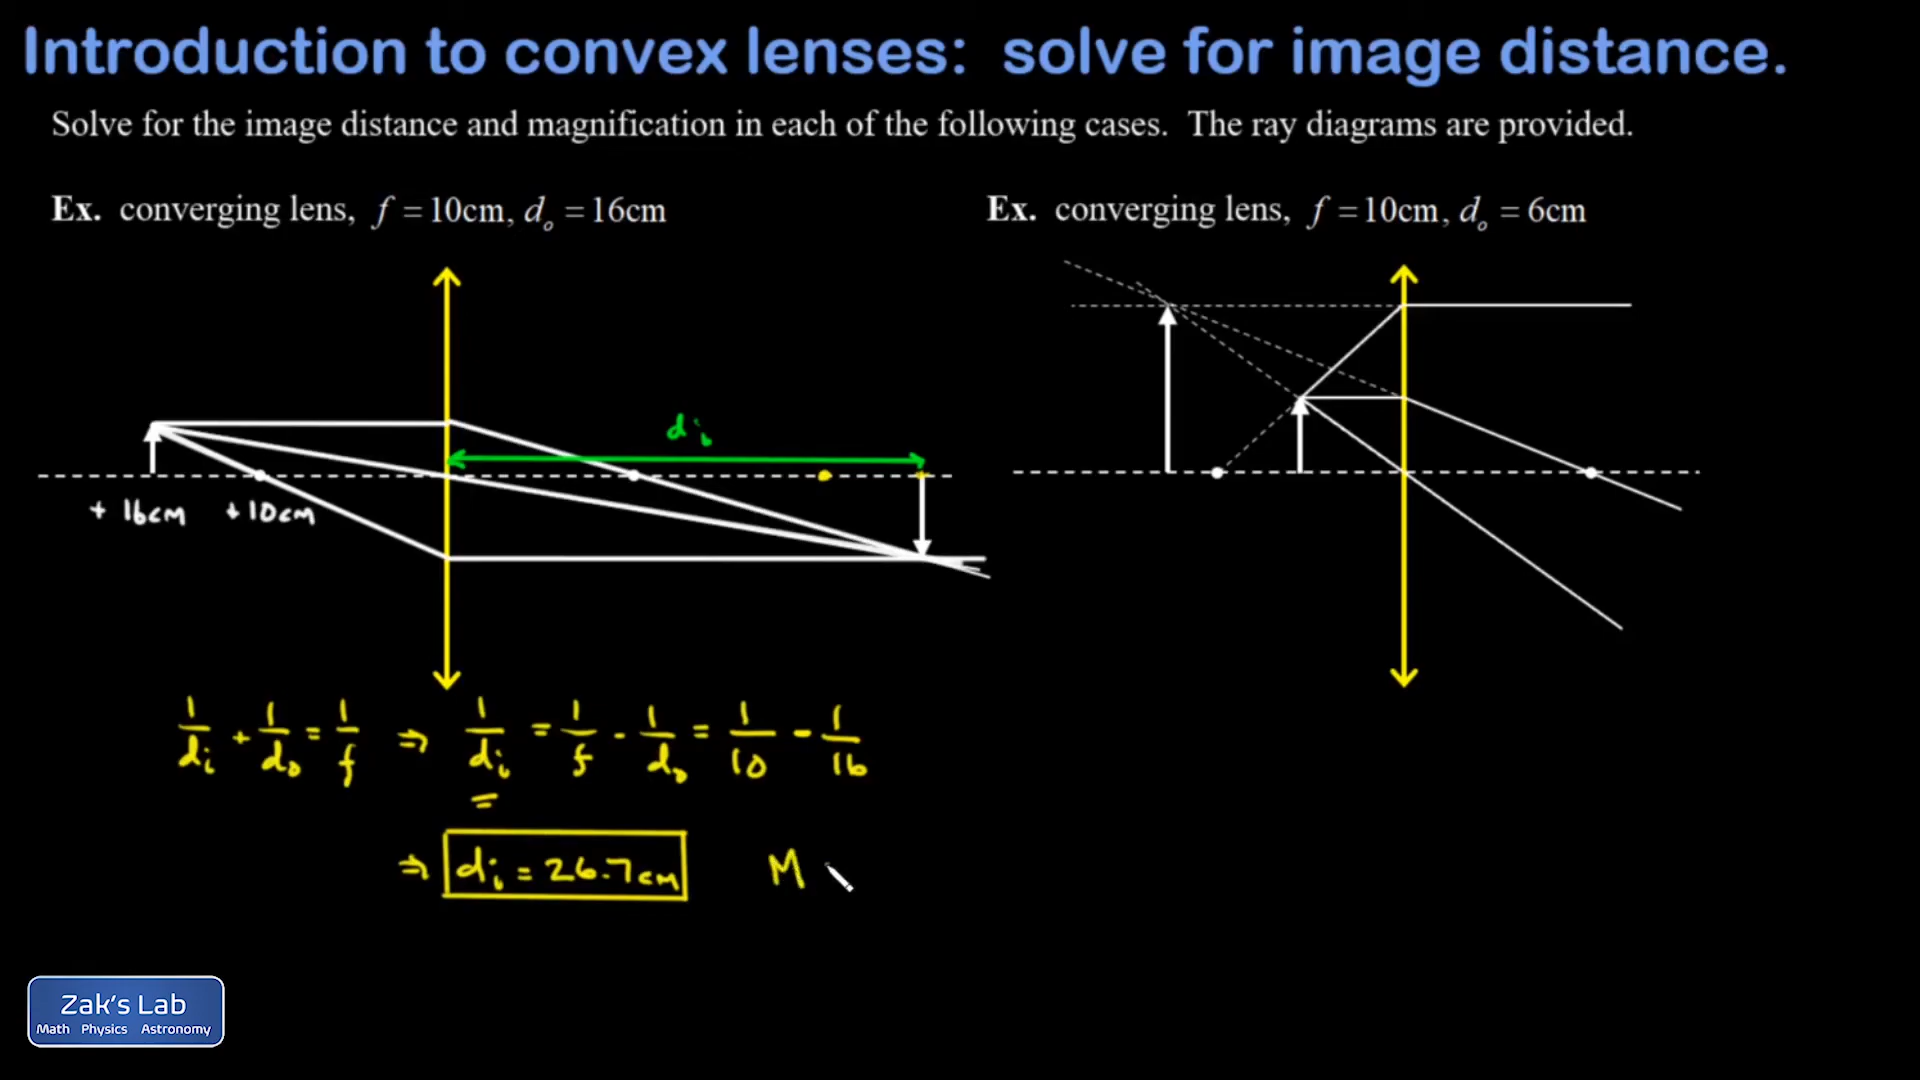 Introduction to convex lenses:  solve for image distance.
Solve for the image distance and magnification in each of the following cases.  The ray diagrams are provided.
Ex.  converging lens,  f = 10cm, dₒ = 16cm
Ex.  converging lens,  f = 10cm, dₒ = 6cm
dᵢ
+ 16cm  +10cm
1/dᵢ + 1/dₒ = 1/f ⇒ 1/dᵢ = 1/f - 1/dₒ = 1/10 - 1/16
=
⇒ dᵢ = 26.7cm  M
Zak's Lab
Math  Physics  Astronomy